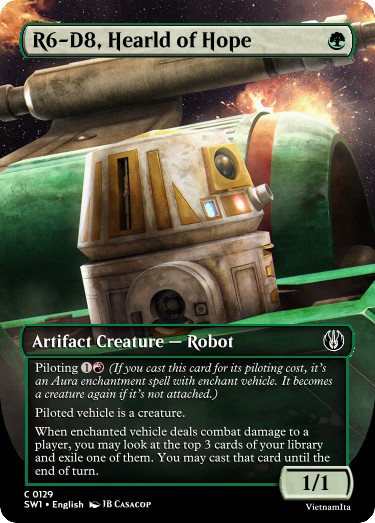 R6-D8, Hearld of Hope
Artifact Creature — Robot
Piloting 1 (If you cast this card for its piloting cost, it's
an Aura enchantment spell with enchant vehicle. It becomes
a creature again if it's not attached.)
Piloted vehicle is a creature.
When enchanted vehicle deals combat damage to a
player, you may look at the top 3 cards of your library
and exile one of them. You may cast that card until the
end of turn.
1/1
C 0129
SW1 • English JB Casacop
VietnamIta